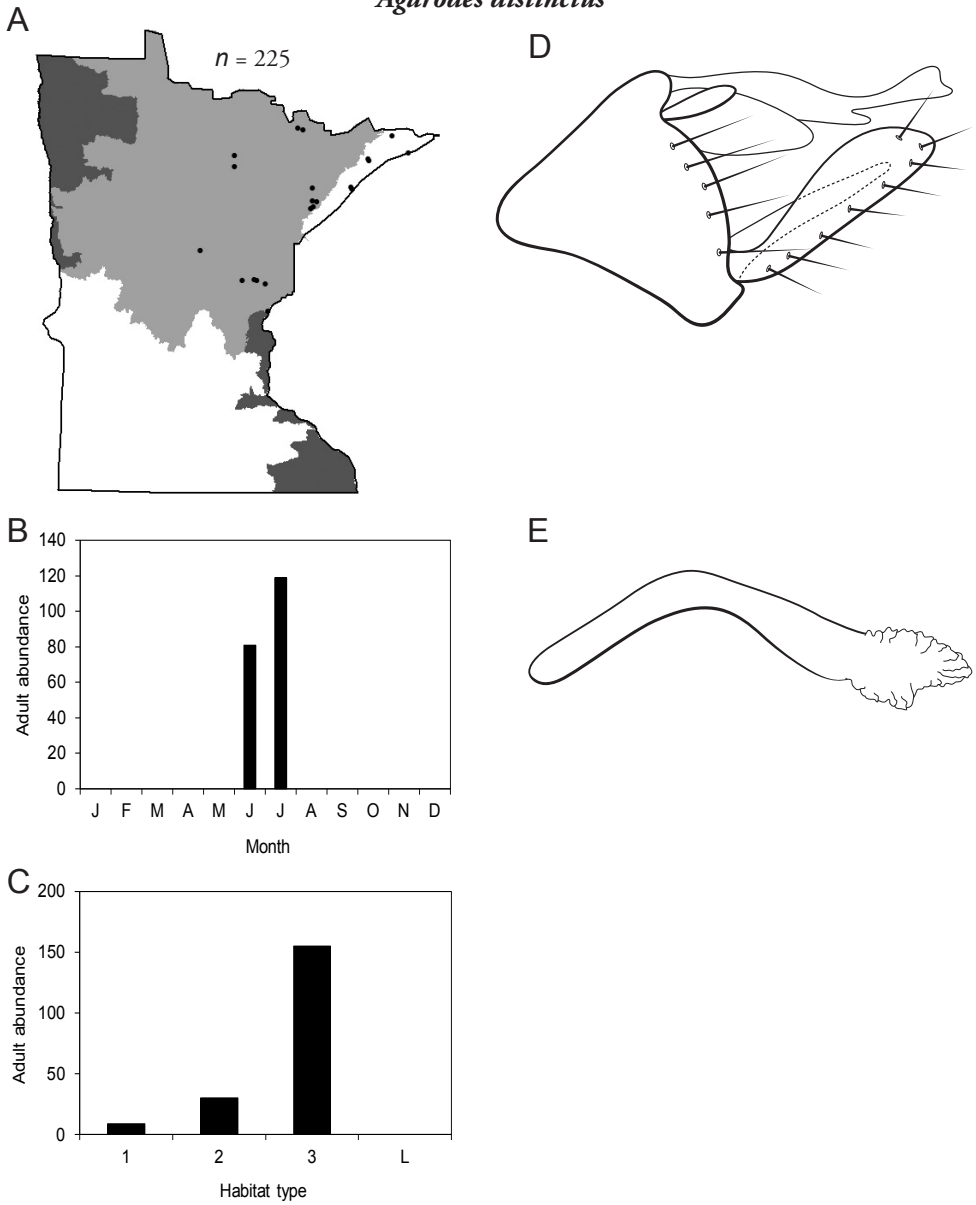 Agarodes distinctus
A
n = 225
D
B
140
120
100
80
60
40
20
0
Adult abundance
J F M A M J J A S O N D
Month
E
C
200
150
100
50
0
Adult abundance
1 2 3 L
Habitat type